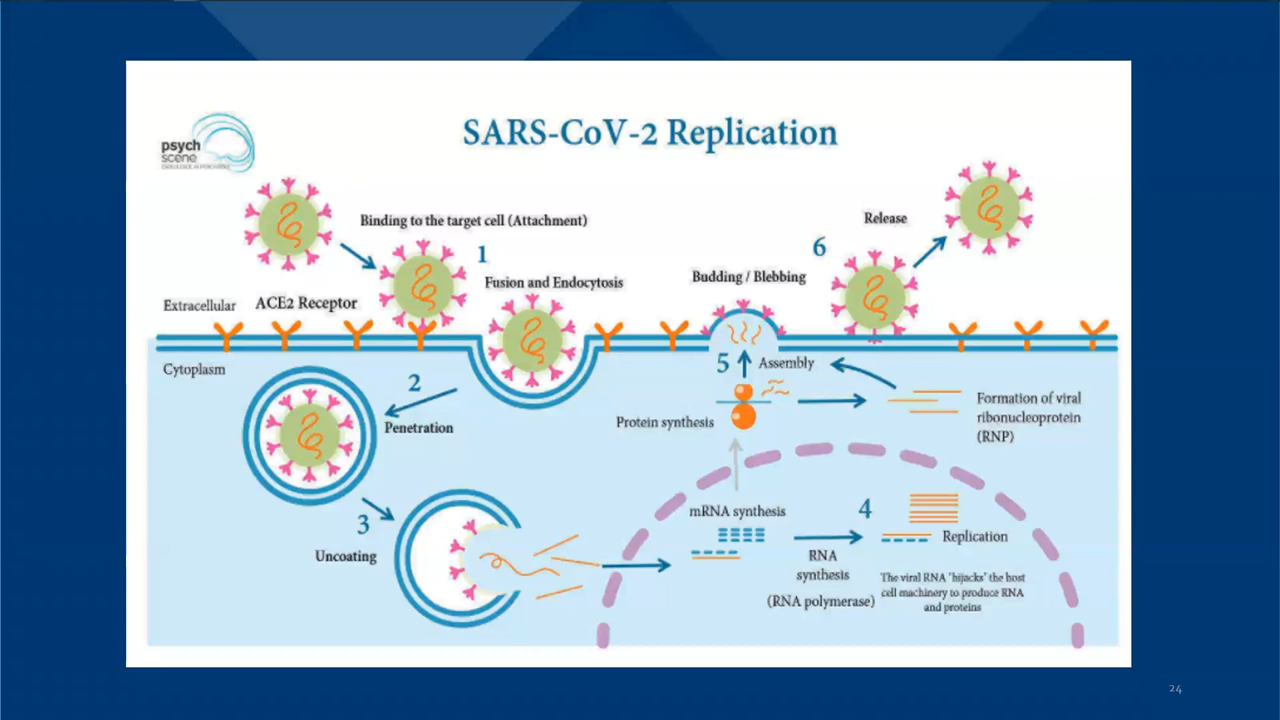 psych
scene
SARS-CoV-2 Replication
Binding to the target cell (Attachment)
1
Fusion and Endocytosis
Extracellular
ACE2 Receptor
Release
6
Budding / Blebbing
Cytoplasm
2
Penetration
5
Assembly
Protein synthesis
Formation of viral
ribonucleoprotein
(RNP)
3
Uncoating
mRNA synthesis
4
Replication
RNA
synthesis
(RNA polymerase)
The viral RNA 'hijacks' the host
cell machinery to produce RNA
and proteins
24